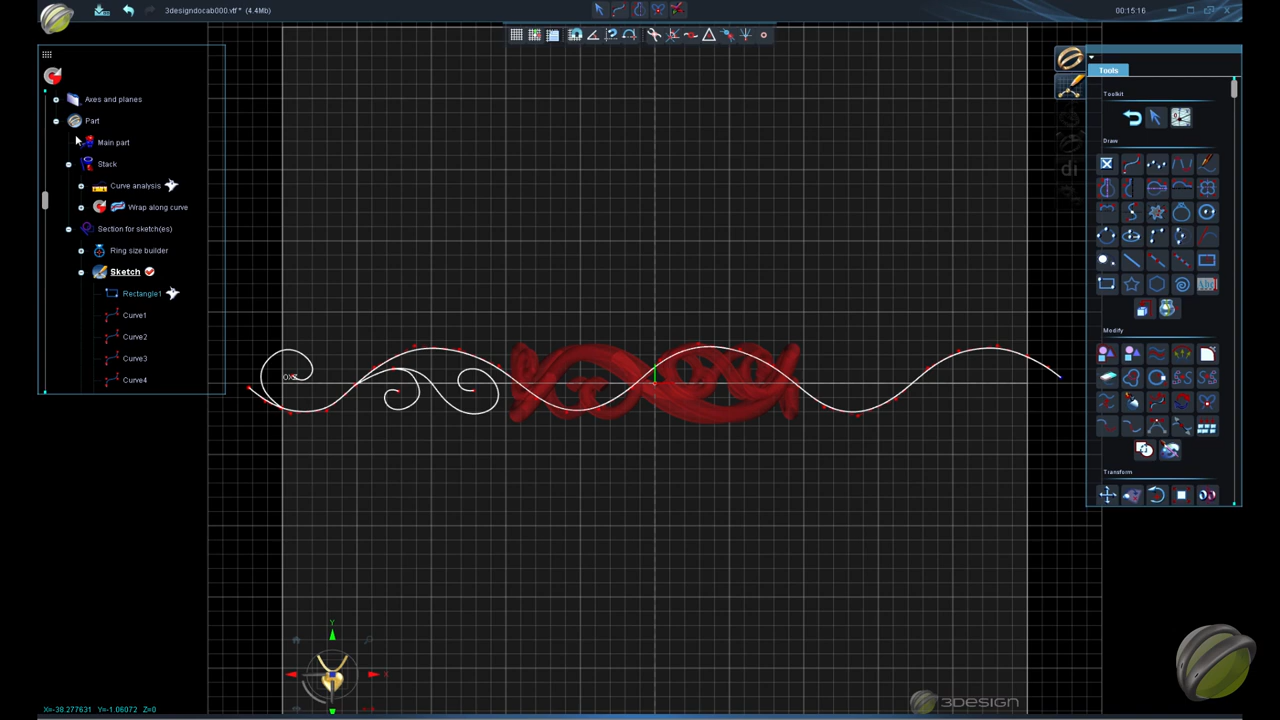 3designdocab000.vtf * (4.4Mb)
00:15:16
Axes and planes
Part
Main part
Stack
Curve analysis
Wrap along curve
Section for sketch(es)
Ring size builder
Sketch
Rectangle1
Curve1
Curve2
Curve3
Curve4
Tools
Toolkit
Draw
Modify
Transform
di
Y
X
X=-38.277631 Y=-1.06072 Z=0
3DESIGN